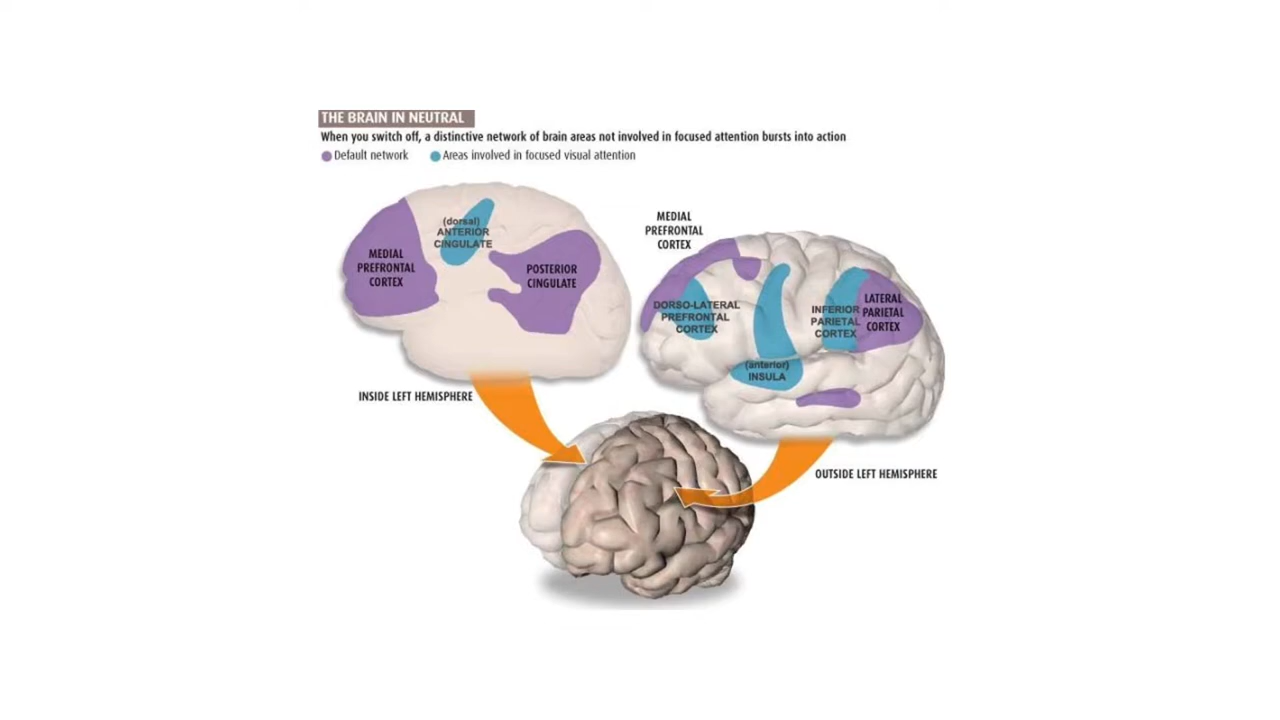 THE BRAIN IN NEUTRAL
When you switch off, a distinctive network of brain areas not involved in focused attention bursts into action
Default network
Areas involved in focused visual attention
(dorsal)
ANTERIOR
CINGULATE
MEDIAL
PREFRONTAL
CORTEX
POSTERIOR
CINGULATE
INSIDE LEFT HEMISPHERE
MEDIAL
PREFRONTAL
CORTEX
DORSO-LATERAL
PREFRONTAL
CORTEX
INFERIOR
PARIETAL
CORTEX
LATERAL
PARIETAL
CORTEX
(anterior)
INSULA
OUTSIDE LEFT HEMISPHERE